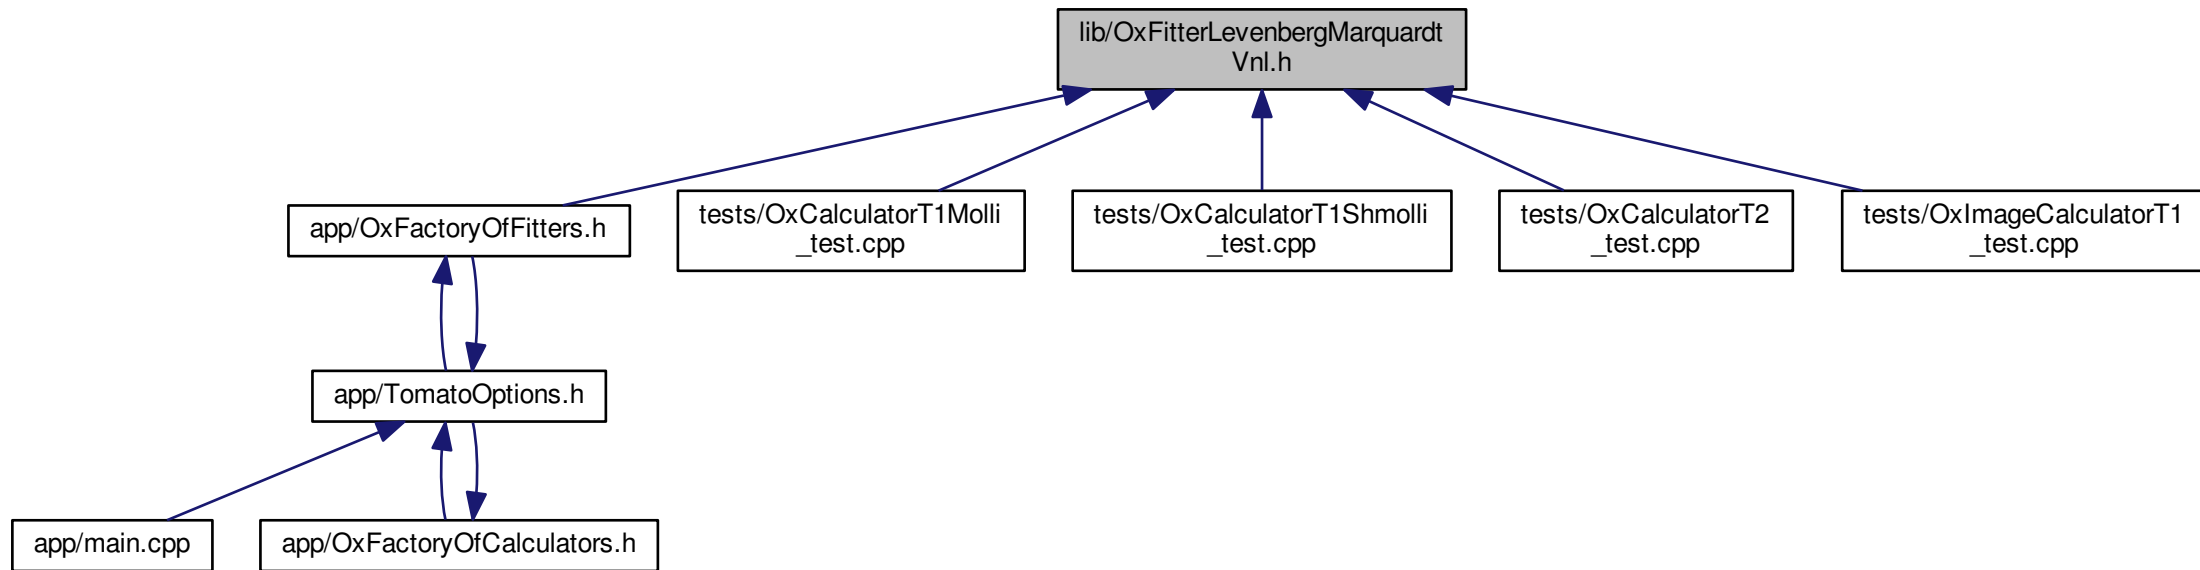 lib/OxFitterLevenbergMarquardt
Vnl.h
app/OxFactoryOfFitters.h
tests/OxCalculatorT1Molli
_test.cpp
tests/OxCalculatorT1Shmolli
_test.cpp
tests/OxCalculatorT2
_test.cpp
tests/OxImageCalculatorT1
_test.cpp
app/TomatoOptions.h
app/main.cpp
app/OxFactoryOfCalculators.h